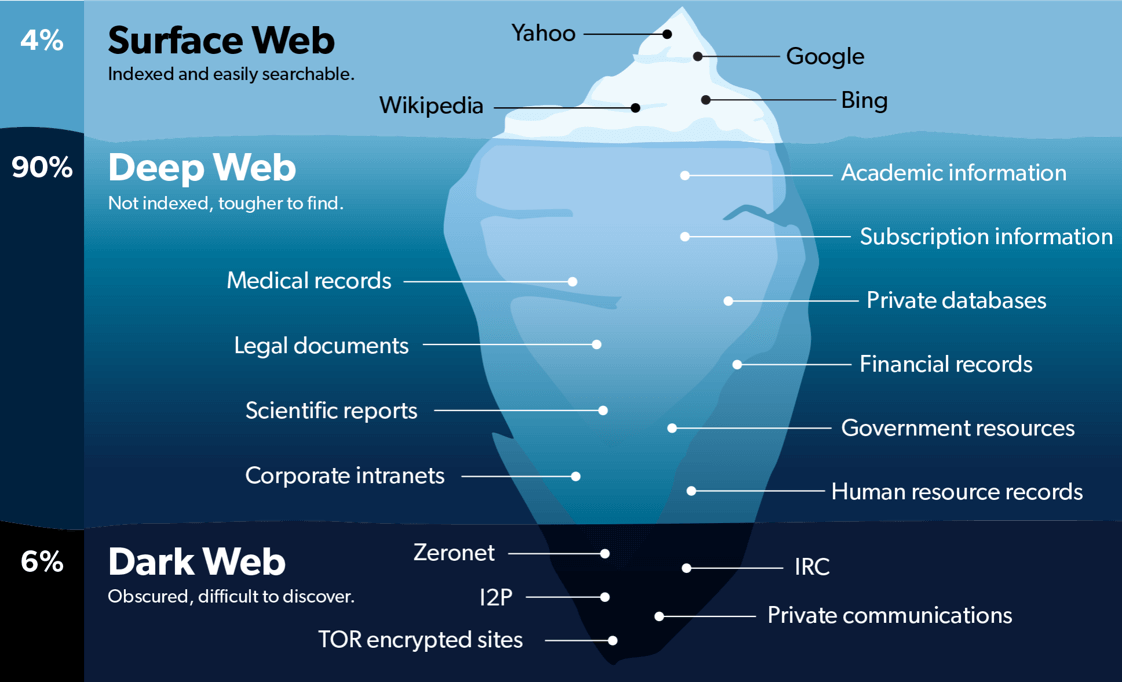 4%
Surface Web
Indexed and easily searchable.
Yahoo
Google
Wikipedia
Bing
90%
Deep Web
Not indexed, tougher to find.
Academic information
Subscription information
Medical records
Private databases
Legal documents
Financial records
Scientific reports
Government resources
Corporate intranets
Human resource records
6%
Dark Web
Obscured, difficult to discover.
Zeronet
IRC
I2P
Private communications
TOR encrypted sites